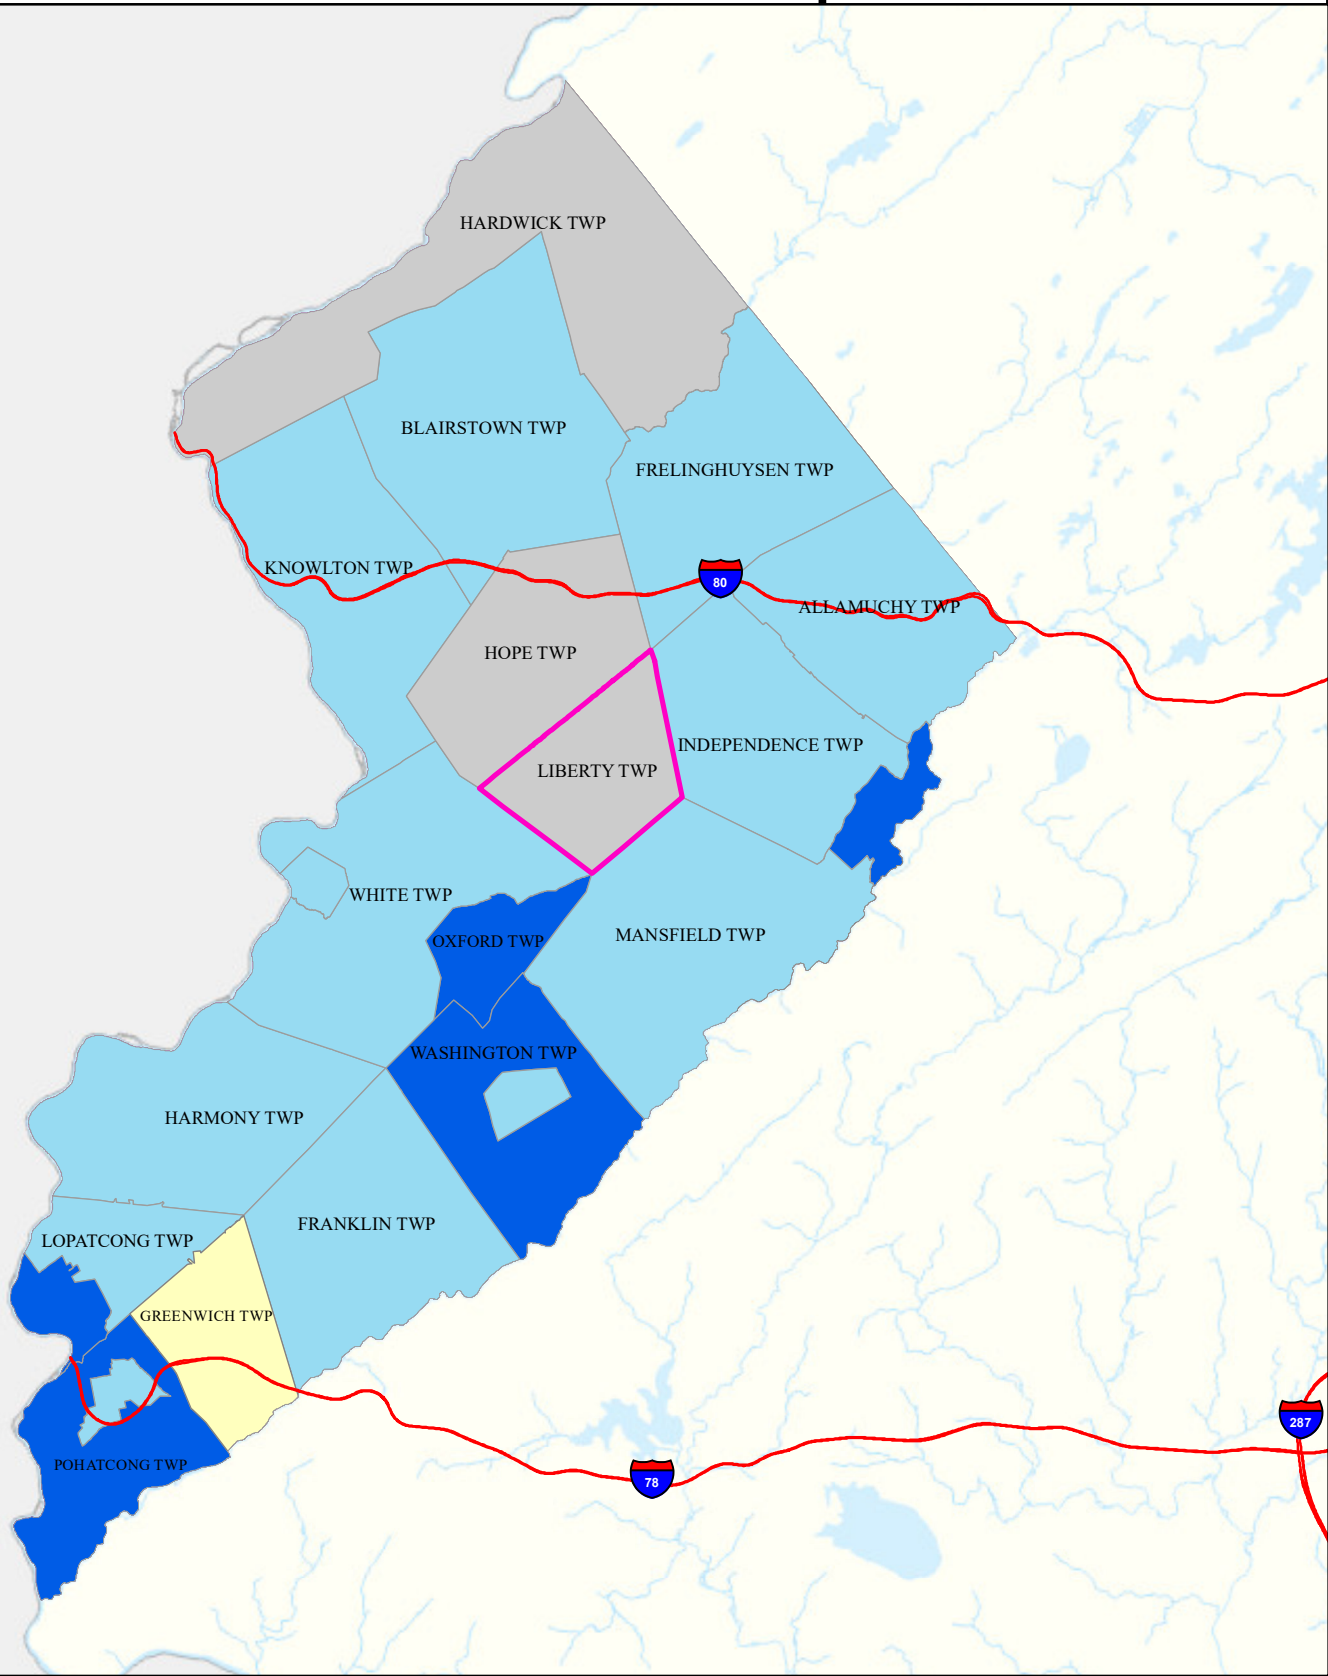 HARDWICK TWP
BLAIRSTOWN TWP
FRELINGHUYSEN TWP
KNOWLTON TWP
80
ALLAMUCHY TWP
HOPE TWP
INDEPENDENCE TWP
LIBERTY TWP
WHITE TWP
MANSFIELD TWP
OXFORD TWP
WASHINGTON TWP
HARMONY TWP
FRANKLIN TWP
LOPATCONG TWP
GREENWICH TWP
287
POHATCONG TWP
78